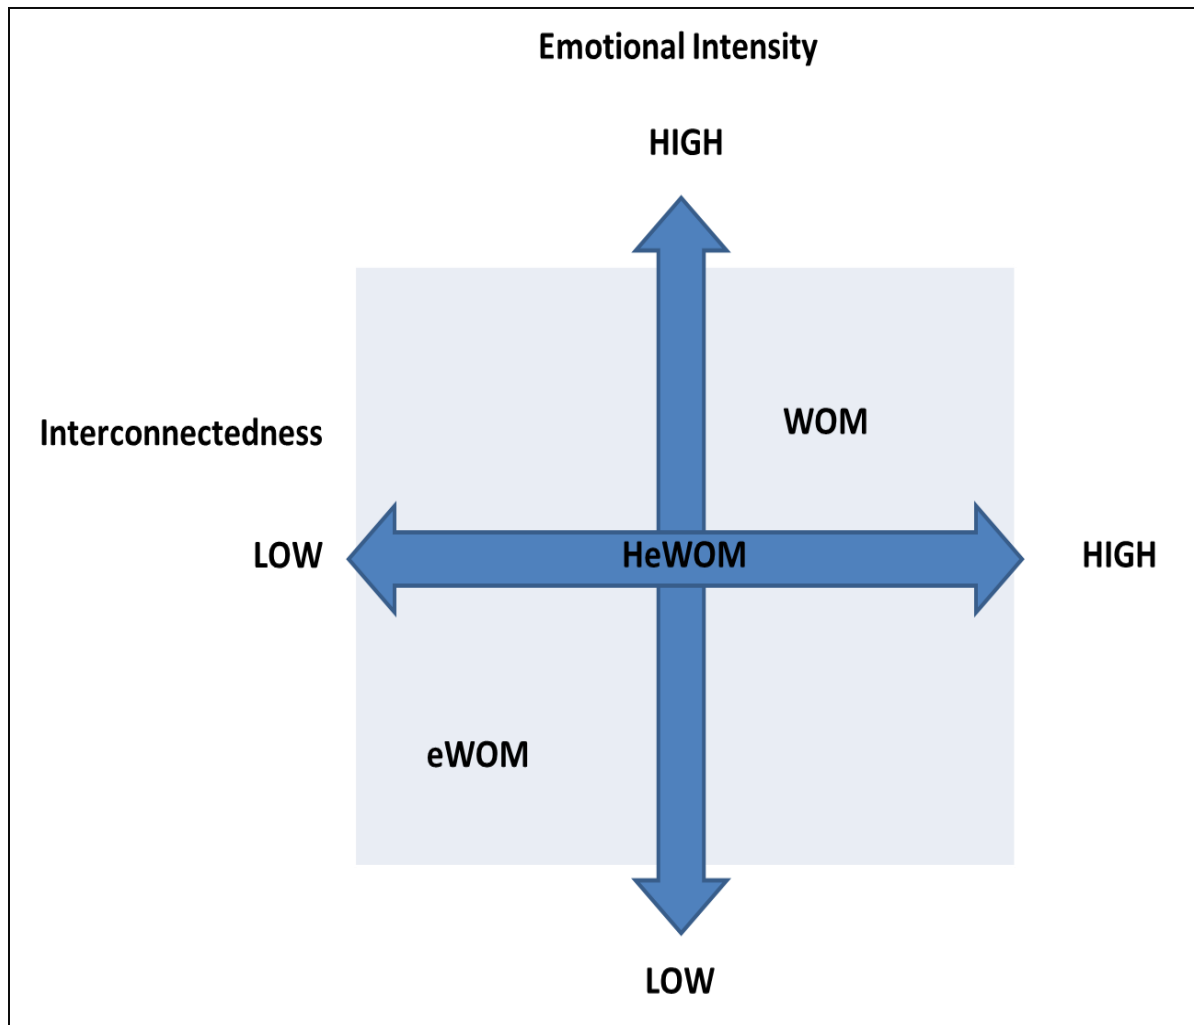 Emotional Intensity
HIGH
WOM
Interconnectedness
LOW
HeWOM
HIGH
eWOM
LOW